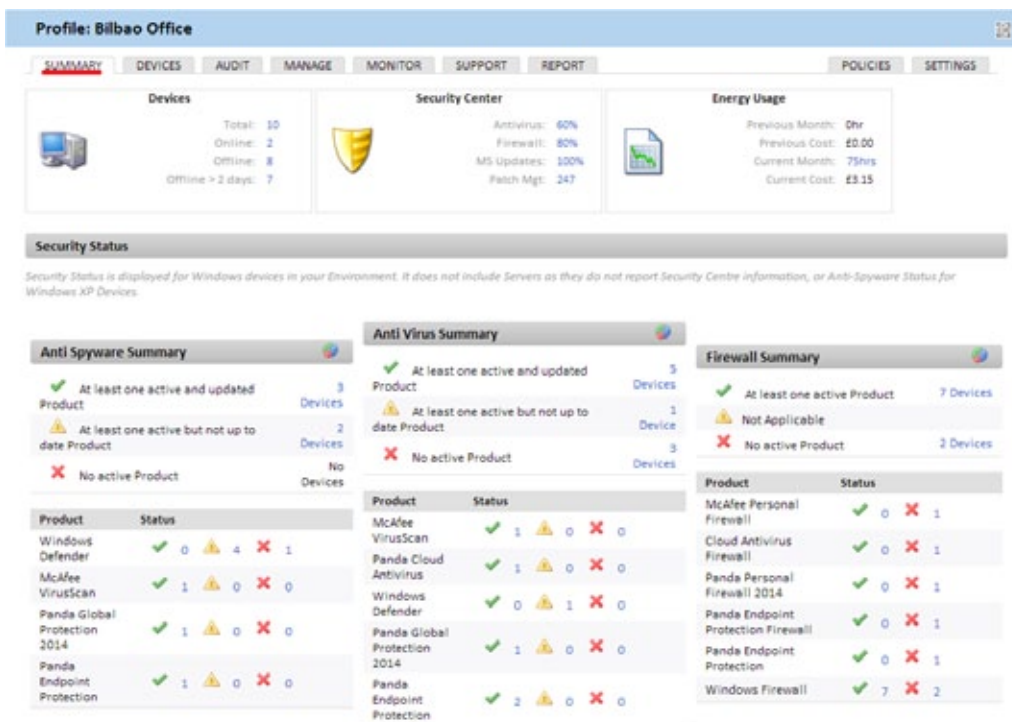 Profile: Bilbao Office
SUMMARY DEVICES AUDIT MANAGE MONITOR SUPPORT REPORT POLICIES SETTINGS
Devices
Total: 10
Online: 2
Offline: 8
Offline > 2 days: 7
Security Center
Antivirus: 60%
Firewall: 80%
MS Updates: 100%
Patch Mgt: 247
Energy Usage
Previous Month: 0hr
Previous Cost: £0.00
Current Month: 75hrs
Current Cost: £3.15
Security Status
Security Status is displayed for Windows devices in your Environment. It does not include Servers as they do not report Security Centre information, or Anti-Spyware Status for
Windows XP Devices.
Anti Spyware Summary
At least one active and updated 3
Product Devices
At least one active but not up to 2
date Product Devices
No active Product No
Devices
Product Status
Windows
Defender 0 4 1
McAfee
VirusScan 1 0 0
Panda Global
Protection 1 0 0
2014
Panda
Endpoint 1 0 0
Protection
Anti Virus Summary
At least one active and updated 5
Product Devices
At least one active but not up to 1
date Product Device
No active Product 3
Devices
Product Status
McAfee
VirusScan 1 0 0
Panda Cloud
Antivirus 1 0 0
Windows
Defender 0 1 0
Panda Global
Protection 1 0 0
2014
Panda
Endpoint 2 0 0
Protection
Firewall Summary
At least one active Product 7 Devices
Not Applicable
No active Product 2 Devices
Product Status
McAfee Personal
Firewall 0 1
Cloud Antivirus
Firewall 0 1
Panda Personal
Firewall 2014 0 1
Panda Endpoint
Protection Firewall 0 1
Panda Endpoint
Protection 0 1
Windows Firewall 7 2